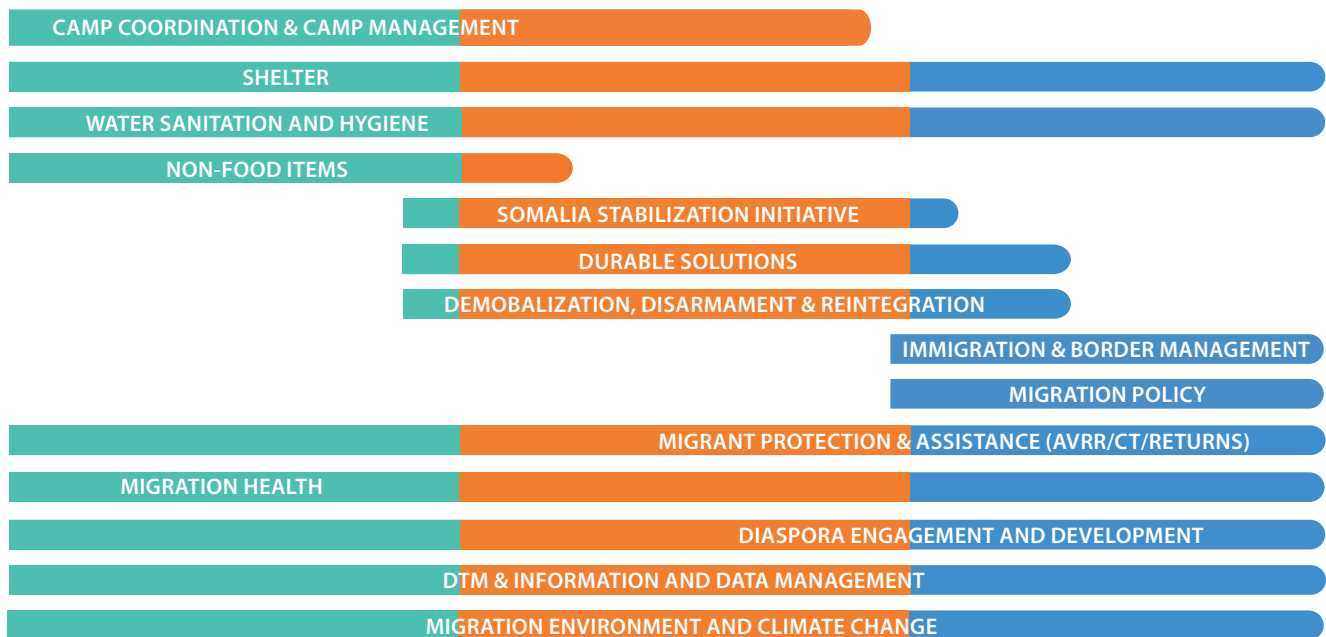 CAMP COORDINATION & CAMP MANAGEMENT
SHELTER
WATER SANITATION AND HYGIENE
NON-FOOD ITEMS
SOMALIA STABILIZATION INITIATIVE
DURABLE SOLUTIONS
DEMOBALIZATION, DISARMAMENT & REINTEGRATION
IMMIGRATION & BORDER MANAGEMENT
MIGRATION POLICY
MIGRANT PROTECTION & ASSISTANCE (AVRR/CT/RETURNS)
MIGRATION HEALTH
DIASPORA ENGAGEMENT AND DEVELOPMENT
DTM & INFORMATION AND DATA MANAGEMENT
MIGRATION ENVIRONMENT AND CLIMATE CHANGE